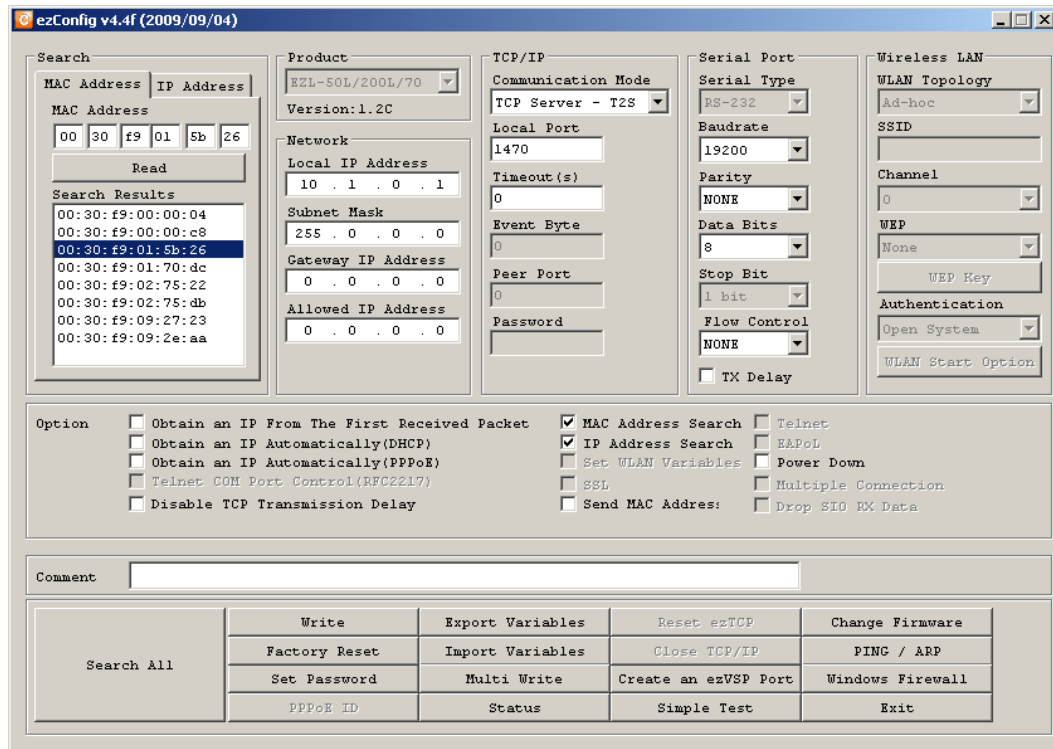 ezConfig v4.4f (2009/09/04)
Search
MAC Address
IP Address
MAC Address
00 30 f9 01 5b 26
Read
Search Results
00:30:f9:00:00:04
00:30:f9:00:00:c8
00:30:f9:01:5b:26
00:30:f9:01:70:dc
00:30:f9:02:75:22
00:30:f9:02:75:db
00:30:f9:09:27:23
00:30:f9:09:2e:aa
Product
EZL-50L/200L/70
Version:1.2C
Network
Local IP Address
10 . 1 . 0 . 1
Subnet Mask
255 . 0 . 0 . 0
Gateway IP Address
0 . 0 . 0 . 0
Allowed IP Address
0 . 0 . 0 . 0
TCP/IP
Communication Mode
TCP Server - T2S
Local Port
1470
Timeout(s)
0
Event Byte
0
Peer Port
0
Password
Serial Port
Serial Type
RS-232
Baudrate
19200
Parity
NONE
Data Bits
8
Stop Bit
1 bit
Flow Control
NONE
TX Delay
Wireless LAN
WLAN Topology
Ad-hoc
SSID
Channel
0
WEP
None
WEP Key
Authentication
Open System
WLAN Start Option
Option
Obtain an IP From The First Received Packet
Obtain an IP Automatically(DHCP)
Obtain an IP Automatically(PPPoE)
Telnet COM Port Control(RFC2217)
Disable TCP Transmission Delay
MAC Address Search
IP Address Search
Set WLAN Variables
SSL
Send MAC Address
Telnet
EAPoL
Power Down
Multiple Connection
Drop SIO RX Data
Comment
Search All
Write
Export Variables
Reset ezTCP
Change Firmware
Factory Reset
Import Variables
Close TCP/IP
PING / ARP
Set Password
Multi Write
Create an ezVSP Port
Windows Firewall
PPPoE ID
Status
Simple Test
Exit